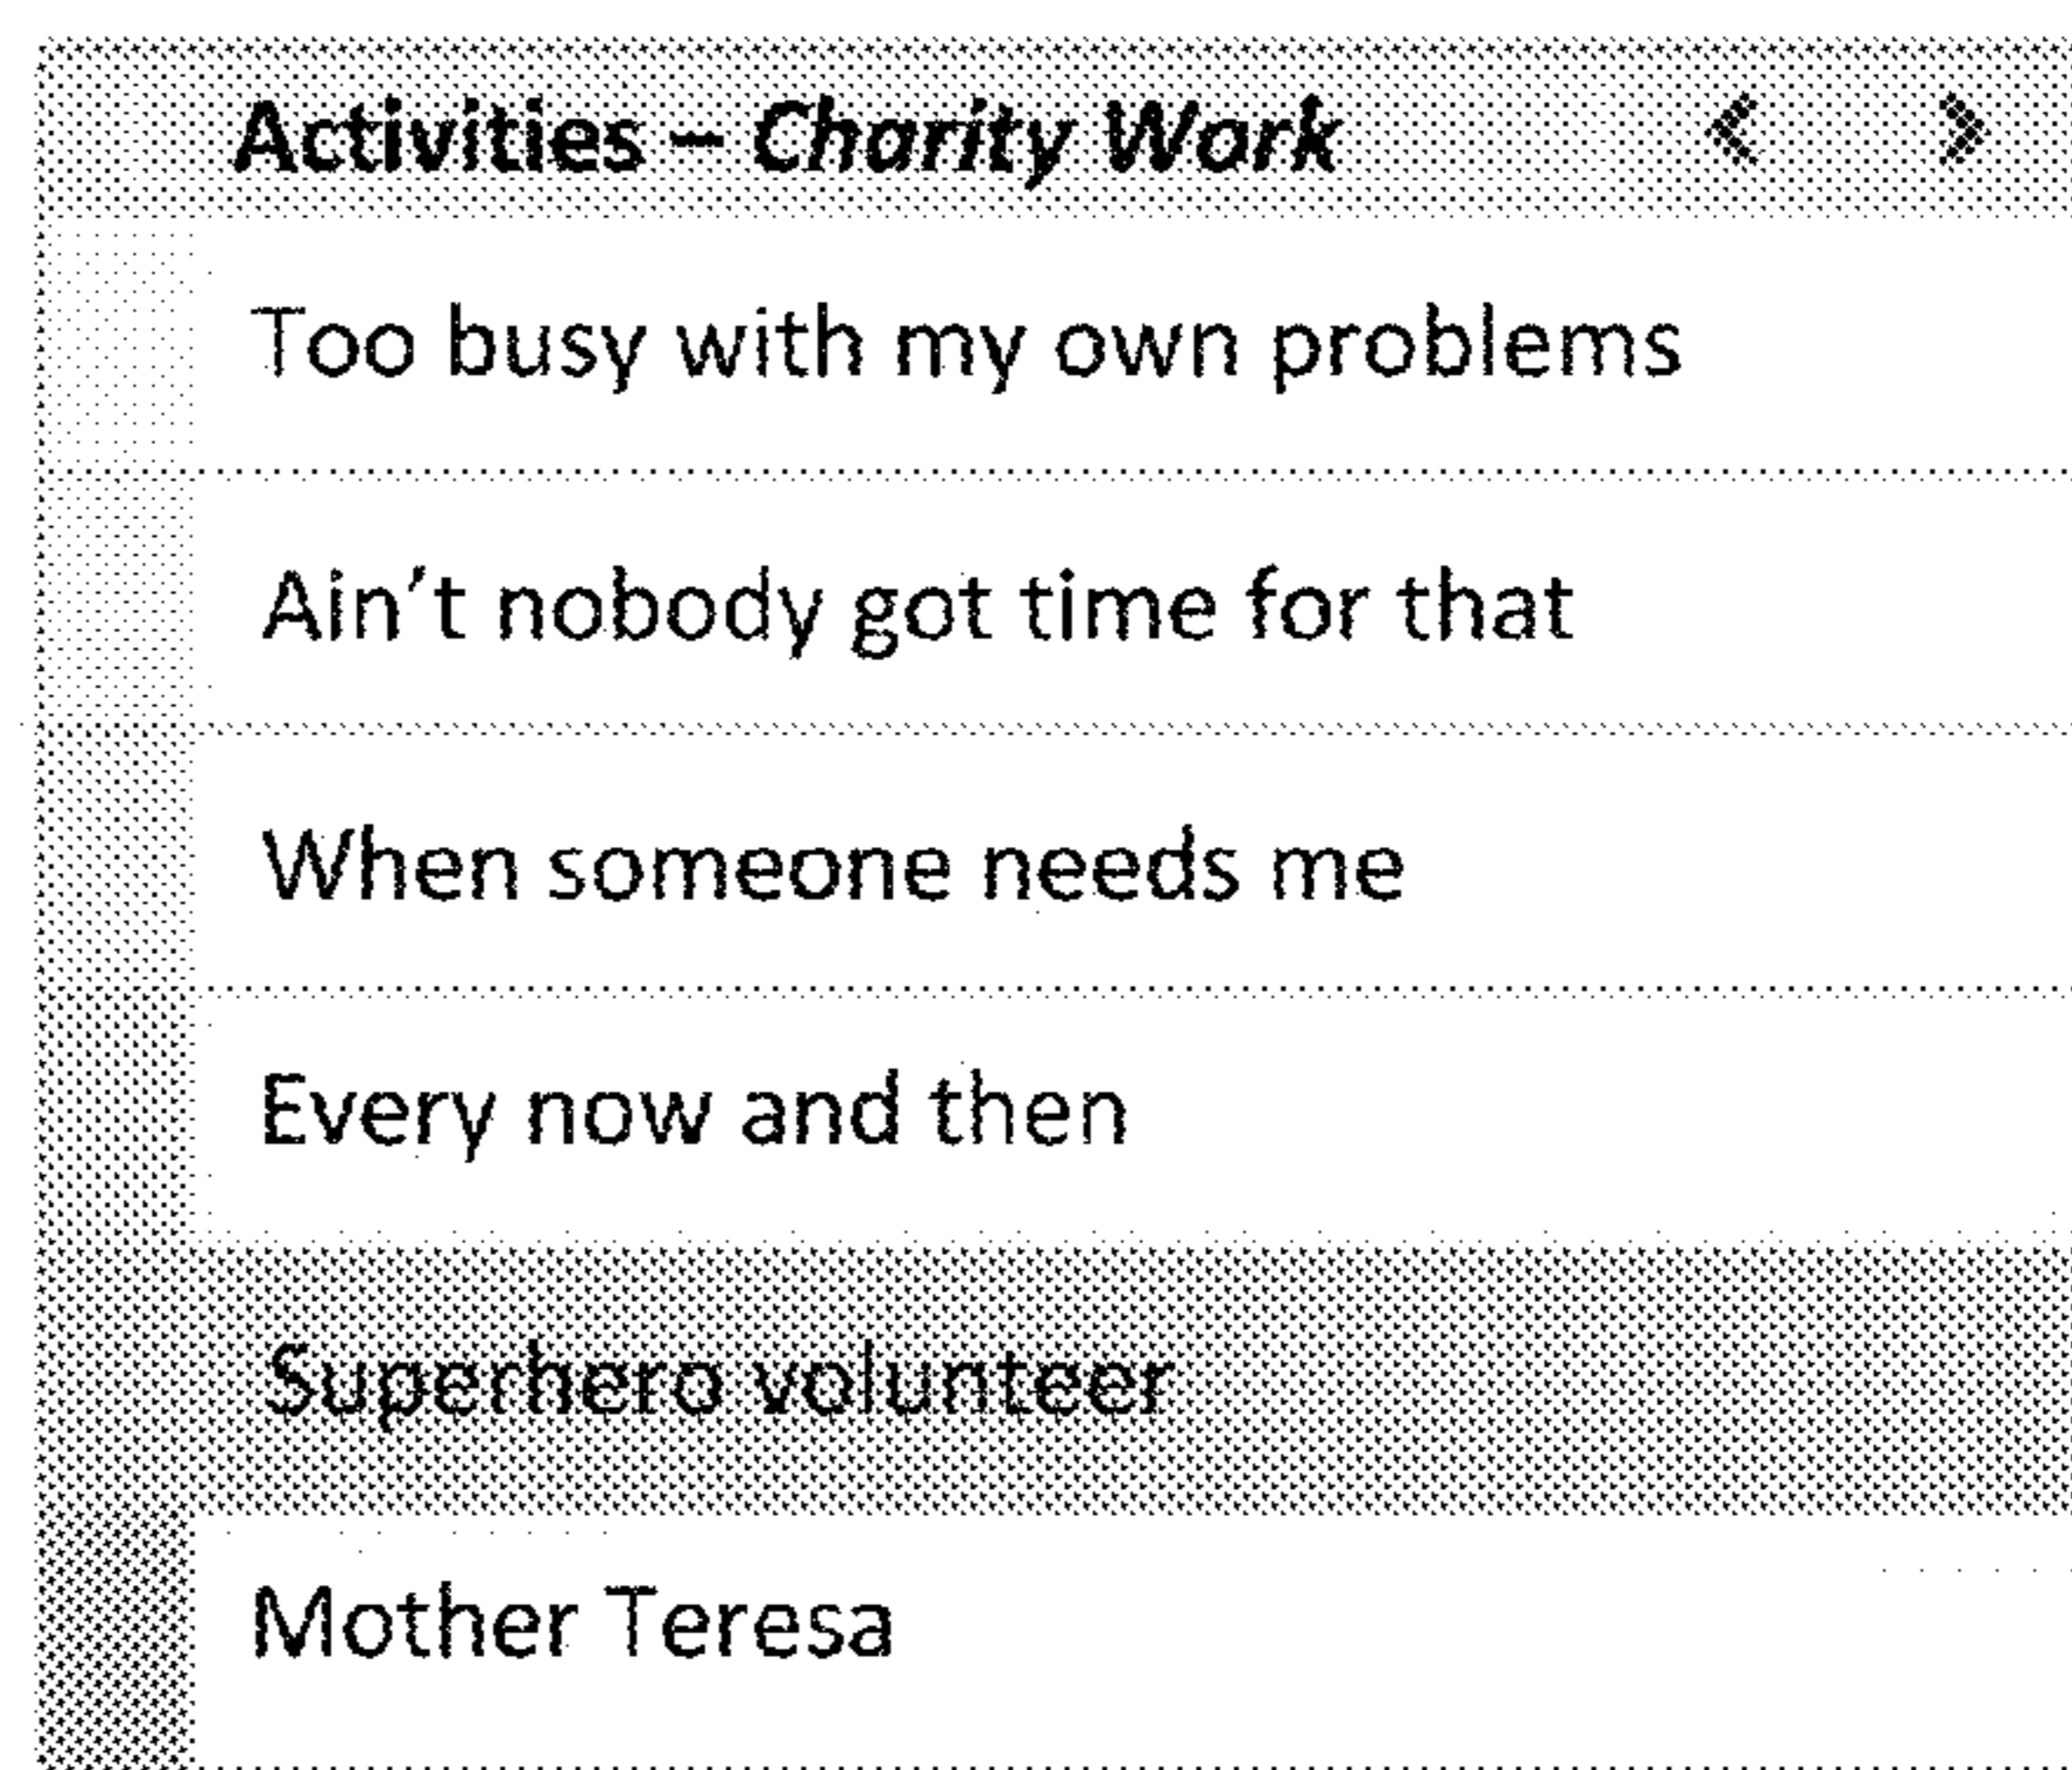 Activities – Charity Work
Too busy with my own problems
Ain’t nobody got time for that
When someone needs me
Every now and then
Superhero volunteer
Mother Teresa